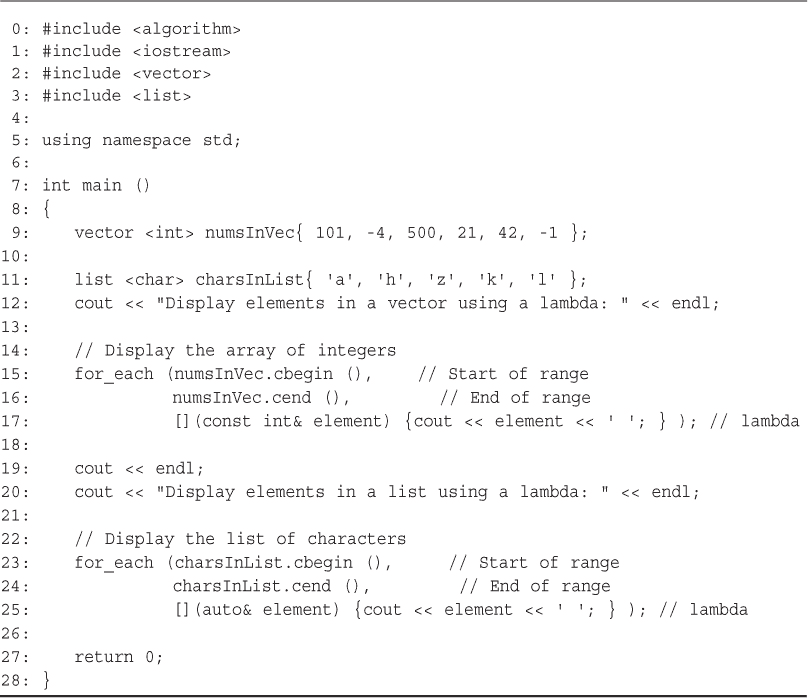 0: #include <algorithm>
1: #include <iostream>
2: #include <vector>
3: #include <list>
4:
5: using namespace std;
6:
7: int main ()
8: {
9:    vector <int> numsInVec{ 101, -4, 500, 21, 42, -1 };
10:
11:    list <char> charsInList{ 'a', 'h', 'z', 'k', 'l' };
12:    cout << "Display elements in a vector using a lambda: " << endl;
13:
14:    // Display the array of integers
15:    for_each (numsInVec.cbegin (),    // Start of range
16:              numsInVec.cend (),         // End of range
17:              [](const int& element) {cout << element << ' '; } ); // lambda
18:
19:    cout << endl;
20:    cout << "Display elements in a list using a lambda: " << endl;
21:
22:    // Display the list of characters
23:    for_each (charsInList.cbegin (),      // Start of range
24:              charsInList.cend (),         // End of range
25:              [](auto& element) {cout << element << ' '; } ); // lambda
26:
27:    return 0;
28: }